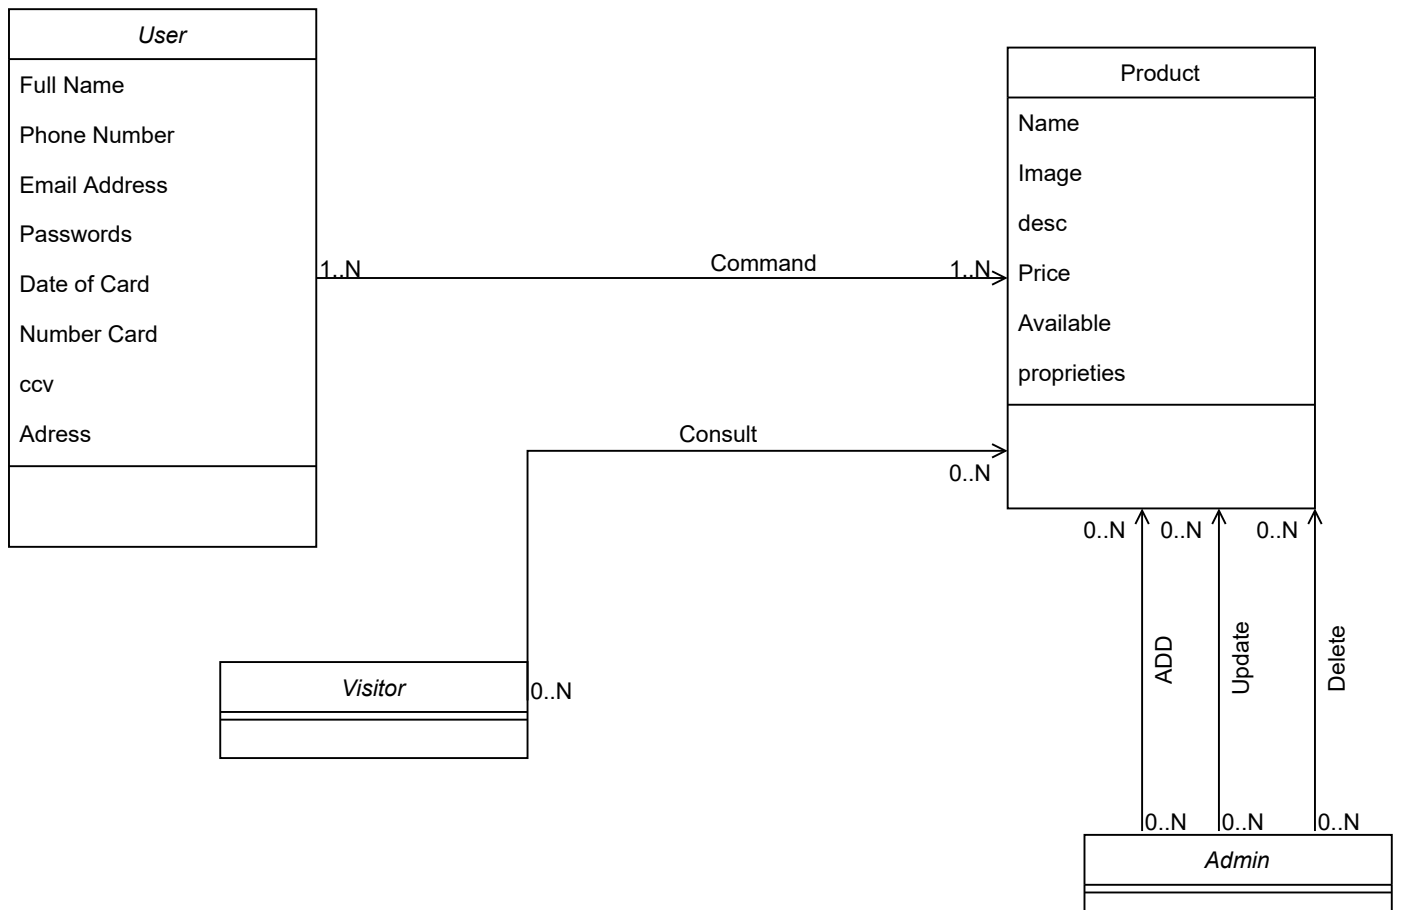 User
Full Name
Phone Number
Email Address
Passwords
Date of Card
Number Card
ccv
Adress
Product
Name
Image
desc
Price
Available
proprieties
1..N
Command
1..N
Consult
0..N
0..N
0..N
0..N
ADD
Update
Delete
Visitor
0..N
0..N
0..N
0..N
Admin